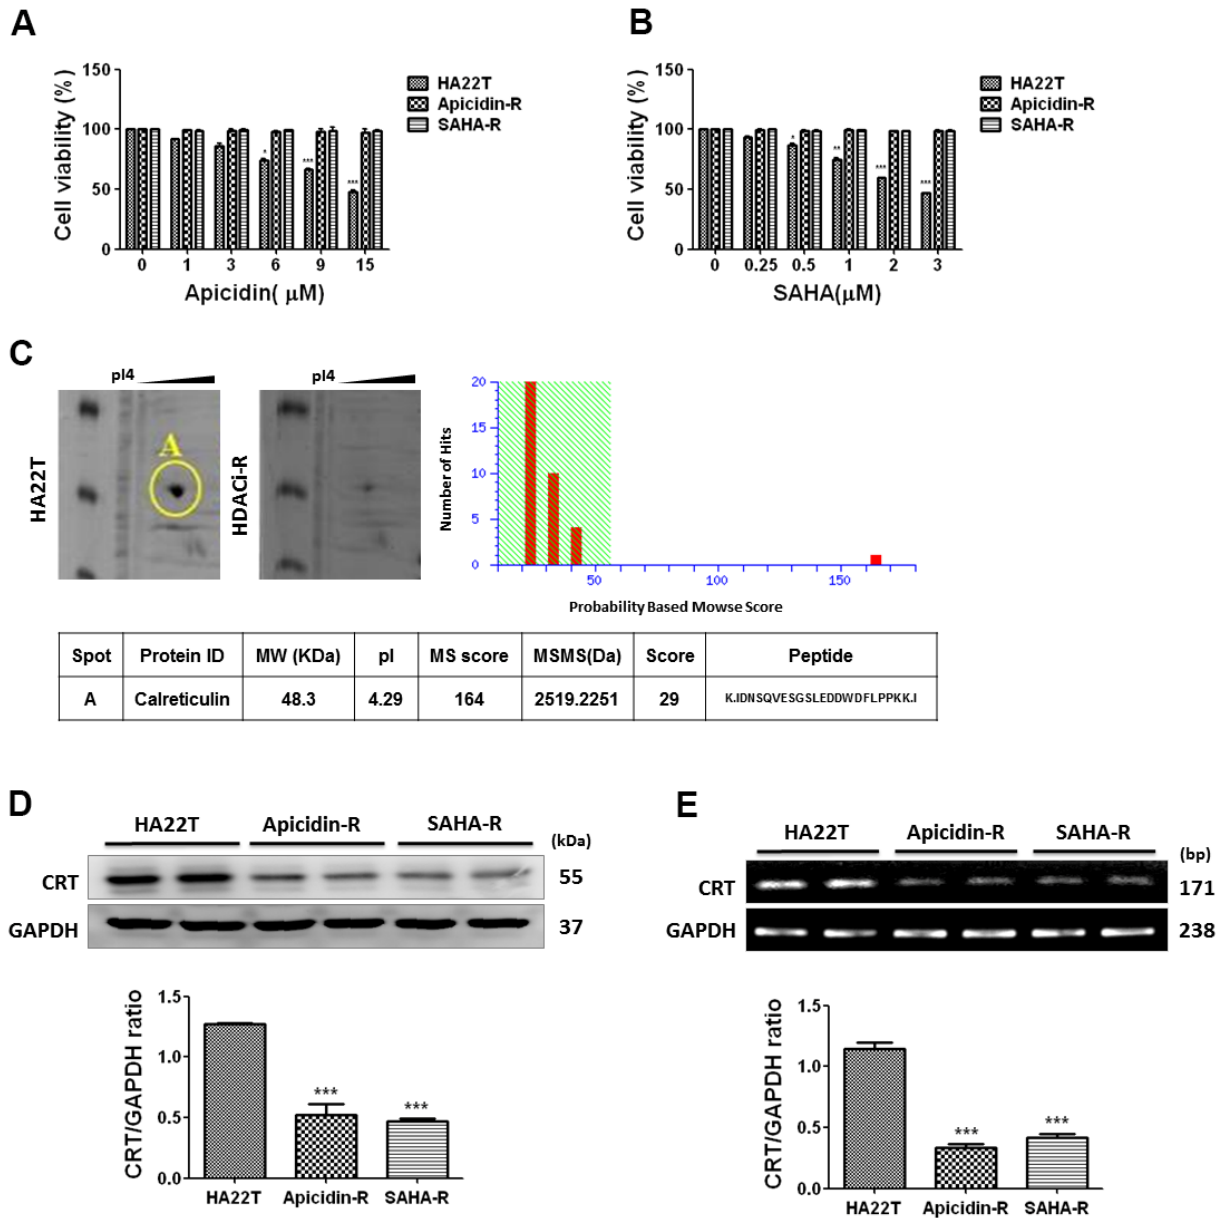 A
150
100
50
0
Cell viability (%)
* *** ***
0 1 3 6 9 15
Apicidin( μM)
HA22T
Apicidin-R
SAHA-R
B
150
100
50
0
Cell viability (%)
* ** *** ***
0 0.25 0.5 1 2 3
SAHA(μM)
HA22T
Apicidin-R
SAHA-R
C
pI4
HA22T
A
pI4
HDACi-R
Number of Hits
20
15
10
5
0
50 100 150
Probability Based Mowse Score
Spot Protein ID MW (KDa) pI MS score MSMS(Da) Score Peptide
A Calreticulin 48.3 4.29 164 2519.2251 29 K.IDNSQVESGSLEDDWDFLPPKK.I
D
HA22T Apicidin-R SAHA-R (kDa)
CRT 55
GAPDH 37
CRT/GAPDH ratio
1.5
1.0
0.5
0.0
*** ***
HA22T Apicidin-R SAHA-R
E
HA22T Apicidin-R SAHA-R (bp)
CRT 171
GAPDH 238
CRT/GAPDH ratio
1.5
1.0
0.5
0.0
*** ***
HA22T Apicidin-R SAHA-R